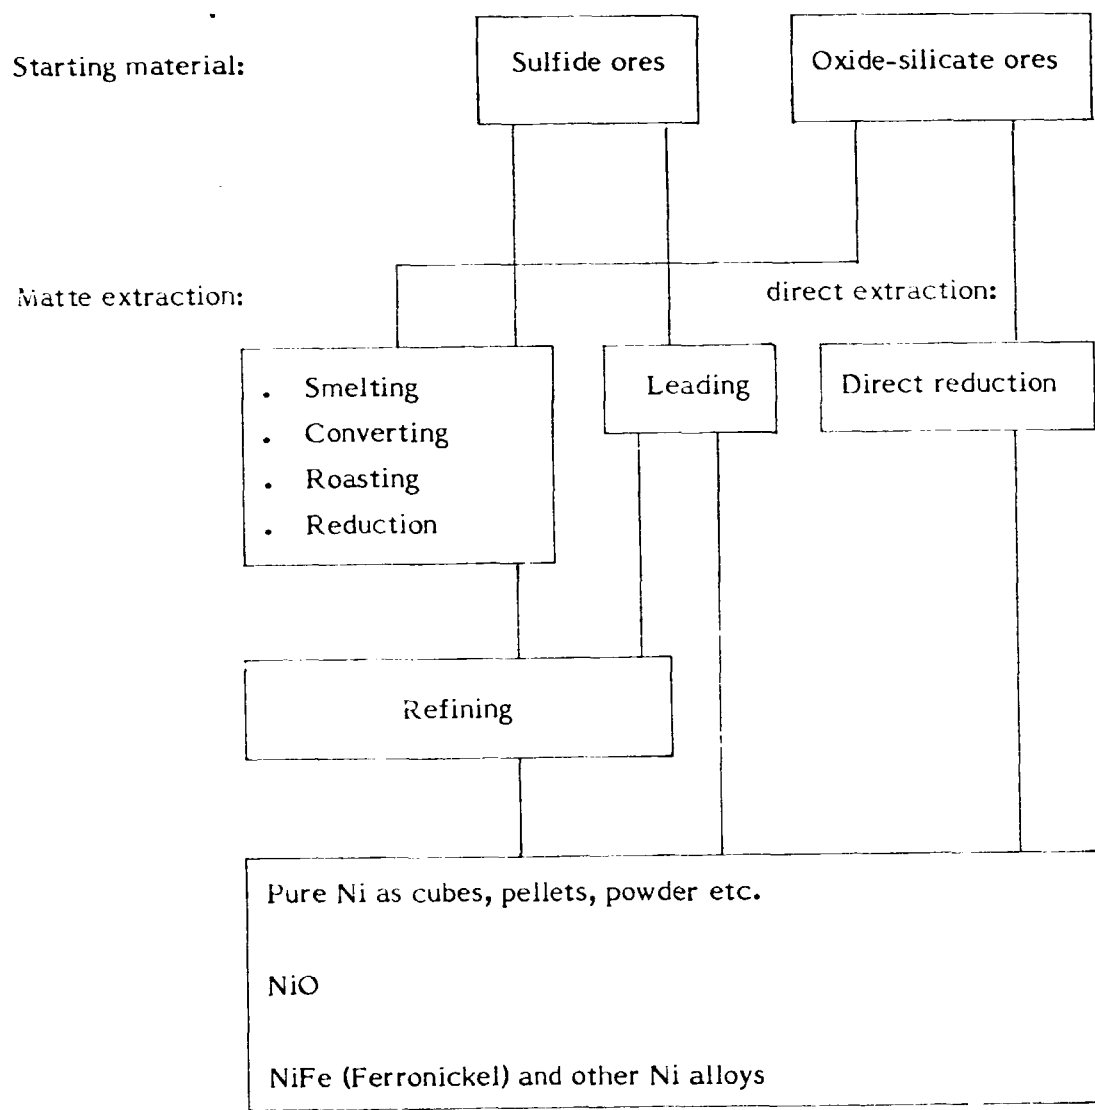 Starting material:
Sulfide ores
Oxide-silicate ores
Matte extraction:
direct extraction:
. Smelting
. Converting
. Roasting
. Reduction
Leading
Direct reduction
Refining
Pure Ni as cubes, pellets, powder etc.
NiO
NiFe (Ferronickel) and other Ni alloys